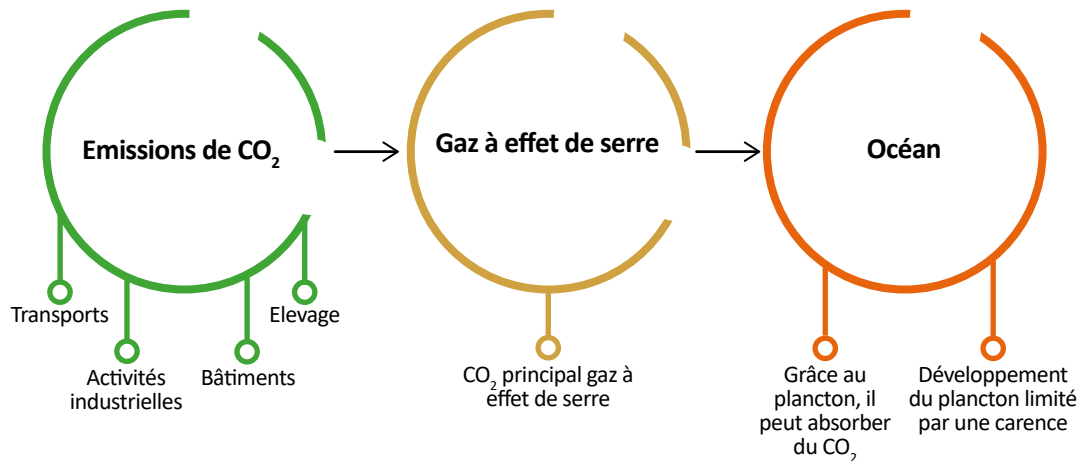 Emissions de CO₂
Transports
Activités
industrielles
Bâtiments
Elevage
Gaz à effet de serre
CO₂ principal gaz à
effet de serre
Océan
Grâce au
plancton, il
peut absorber
du CO₂
Développement
du plancton limité
par une carence